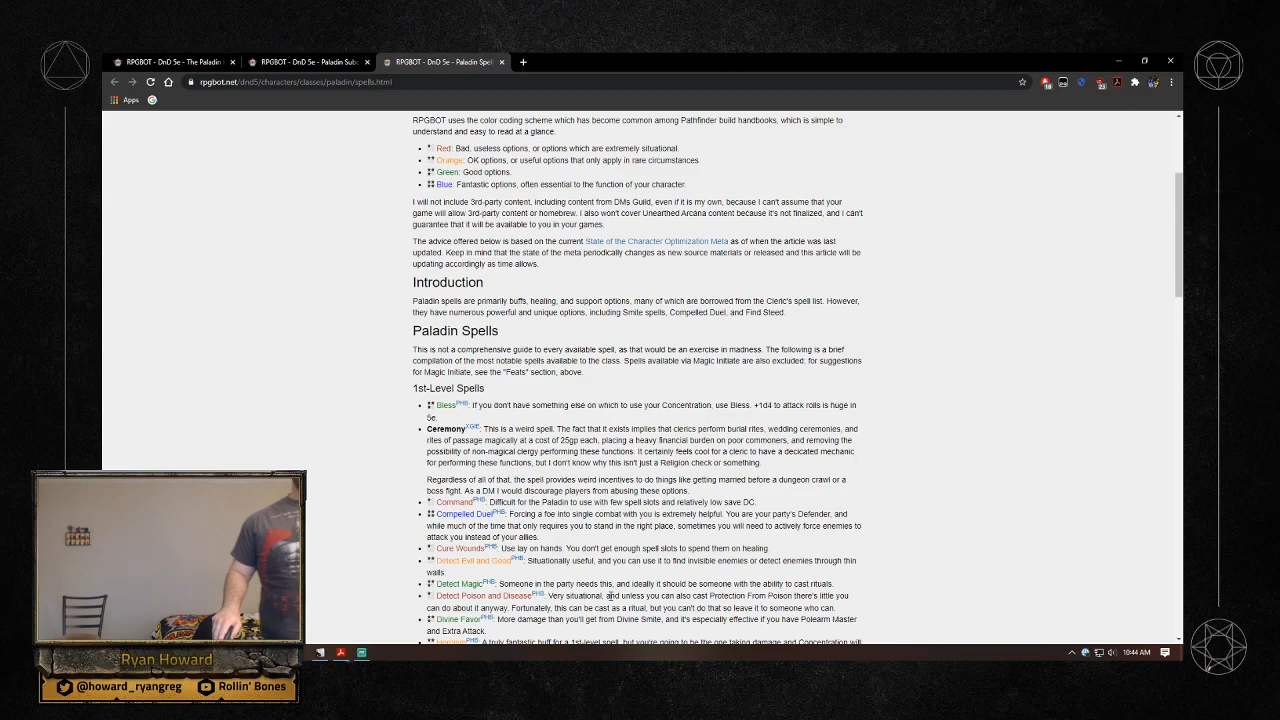 RPGBOT - DnD 5e - The Paladin
RPGBOT - DnD 5e - Paladin Subc
RPGBOT - DnD 5e - Paladin Spel
rpgbot.net/dnd5/characters/classes/paladin/spells.html
Apps
RPGBOT uses the color coding scheme which has become common among Pathfinder build handbooks, which is simple to
understand and easy to read at a glance.
Red: Bad, useless options, or options which are extremely situational.
Orange: OK options, or useful options that only apply in rare circumstances.
Green: Good options.
Blue: Fantastic options, often essential to the function of your character.
I will not include 3rd-party content, including content from DMs Guild, even if it is my own, because I can't assume that your
game will allow 3rd-party content or homebrew. I also won't cover Unearthed Arcana content because it's not finalized, and I can't
guarantee that it will be available to you in your games.
The advice offered below is based on the current State of the Character Optimization Meta as of when the article was last
updated. Keep in mind that the state of the meta periodically changes as new source materials or released and this article will be
updating accordingly as time allows.
Introduction
Paladin spells are primarily buffs, healing, and support options, many of which are borrowed from the Cleric's spell list. However,
they have numerous powerful and unique options, including Smite spells, Compelled Duel, and Find Steed.
Paladin Spells
This is not a comprehensive guide to every available spell, as that would be an exercise in madness. The following is a brief
compilation of the most notable spells available to the class. Spells available via Magic Initiate are also excluded: for suggestions
for Magic Initiate, see the "Feats" section, above.
1st-Level Spells
Bless PHB: If you don't have something else on which to use your Concentration, use Bless. +1d4 to attack rolls is huge in
5e.
Ceremony XGtE: This is a weird spell. The fact that it exists implies that clerics perform burial rites, wedding ceremonies, and
rites of passage magically at a cost of 25gp each, placing a heavy financial burden on poor commoners, and removing the
possibility of non-magical clergy performing these functions. It certainly feels cool for a cleric to have a dedicated mechanic
for performing these functions, but I don't know why this isn't just a Religion check or something.
Regardless of all of that, the spell provides weird incentives to do things like getting married before a dungeon crawl or a
boss fight. As a DM I would discourage players from abusing these options.
Command PHB: Difficult for the Paladin to use with few spell slots and relatively low save DC.
Compelled Duel PHB: Forcing a foe into single combat with you is extremely helpful. You are your party's Defender, and
while much of the time that only requires you to stand in the right place, sometimes you will need to actively force enemies to
attack you instead of your allies.
Cure Wounds PHB: Use lay on hands. You don't get enough spell slots to spend them on healing.
Detect Evil and Good PHB: Situationally useful, and you can use it to find invisible enemies or detect enemies through thin
walls.
Detect Magic PHB: Someone in the party needs this, and ideally it should be someone with the ability to cast rituals.
Detect Poison and Disease PHB: Very situational, and unless you can also cast Protection From Poison there's little you
can do about it anyway. Fortunately, this can be cast as a ritual, but you can't do that so leave it to someone who can.
Divine Favor PHB: More damage than you'll get from Divine Smite, and it's especially effective if you have Polearm Master
and Extra Attack.
Heroism PHB: A truly fantastic buff for a 1st-level spell, but you're going to be the one taking damage and Concentration will
10:44 AM
Ryan Howard
@howard_ryangreg
Rollin' Bones